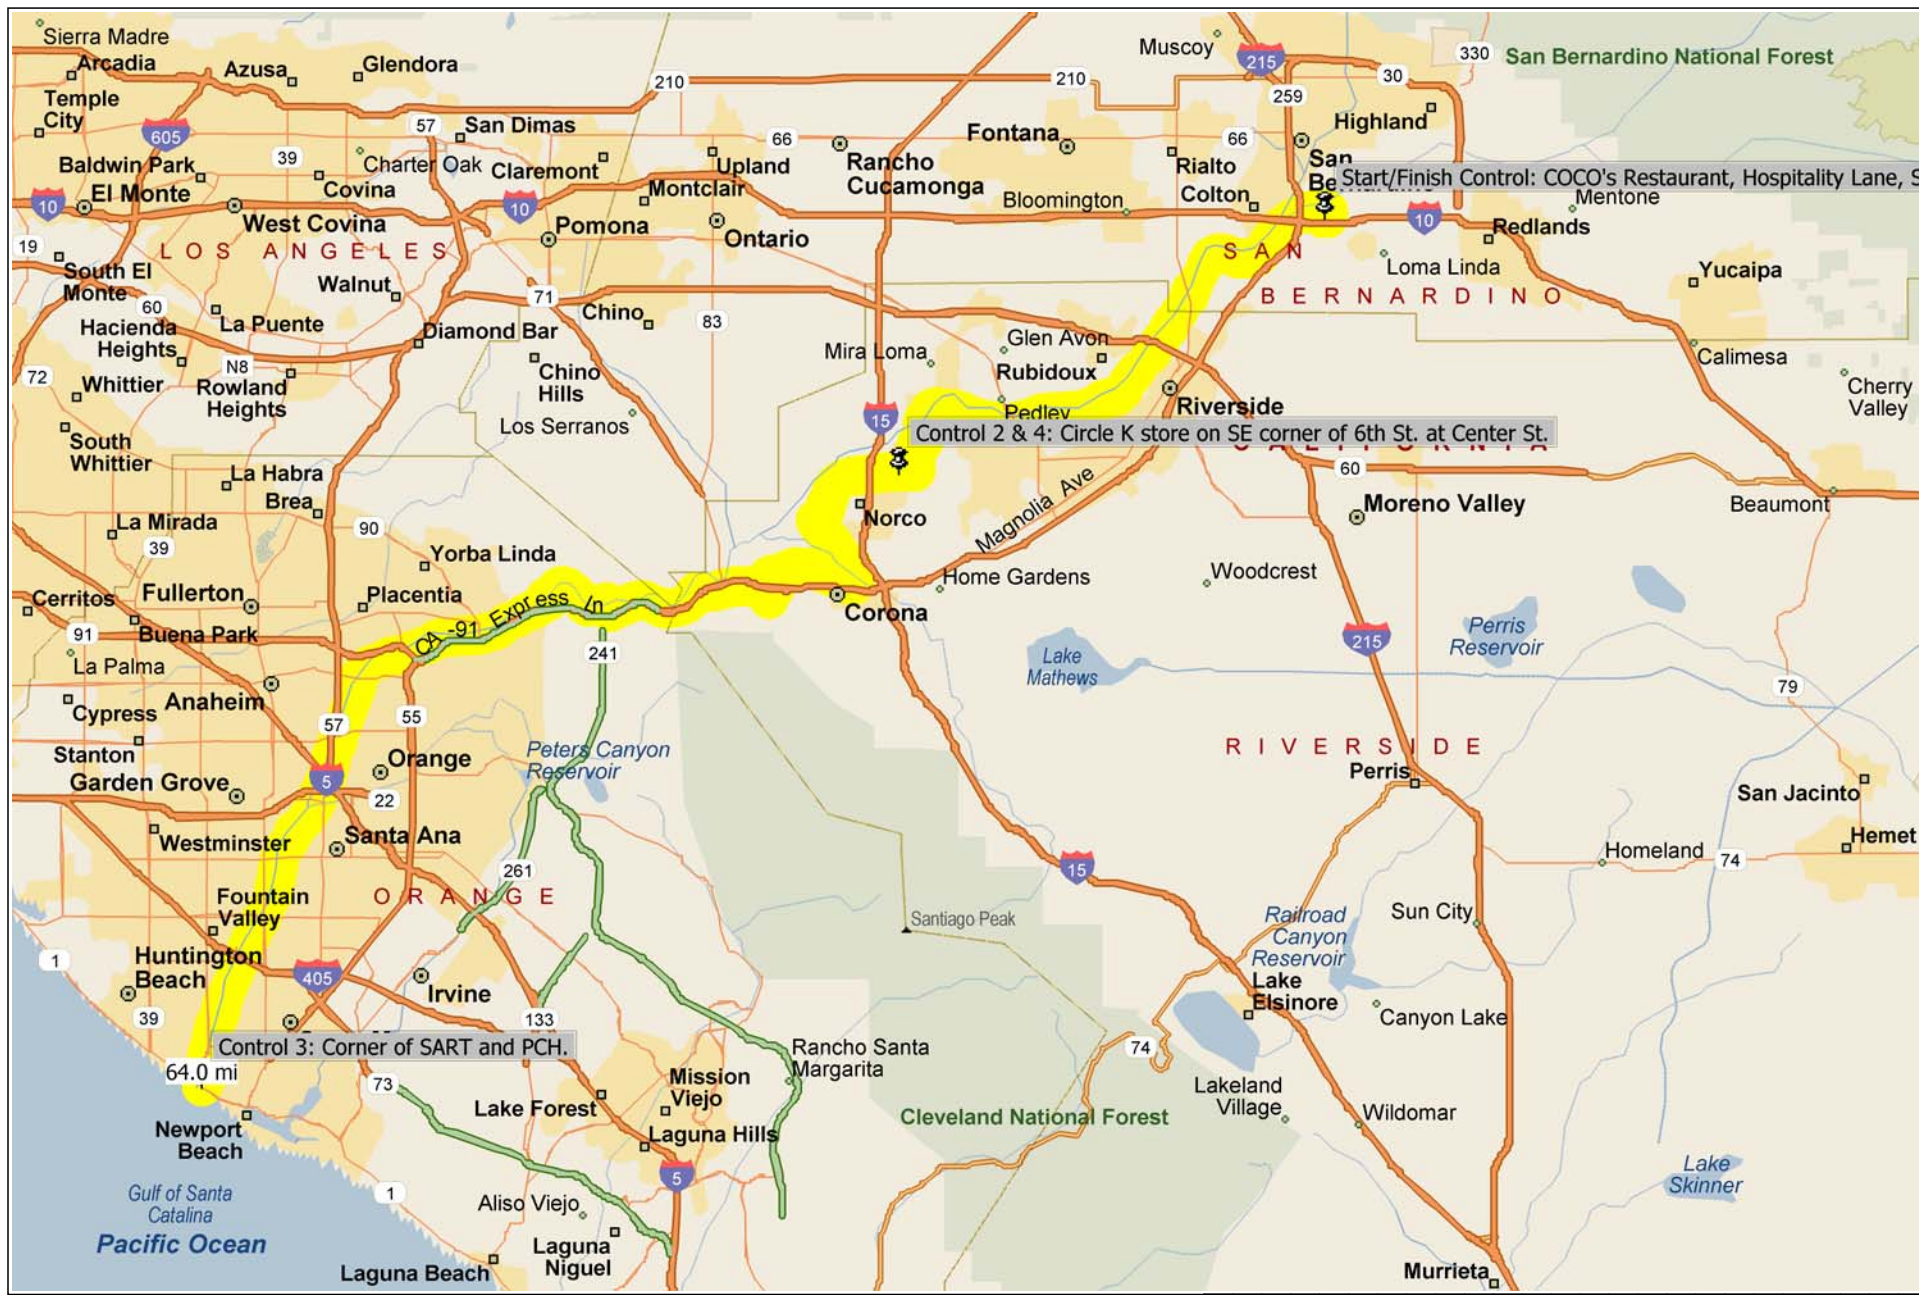 Sierra Madre
Arcadia
Azusa
Glendora
Muscoy
215
330
San Bernardino National Forest
210
210
30
259
Temple
City
605
57
San Dimas
66
Fontana
66
Highland
39
Charter Oak
Claremont
Upland
Rancho
Cucamonga
Rialto
San
Baldwin Park
Covina
Montclair
Bloomington
Colton
Start/Finish Control: COCO's Restaurant, Hospitality Lane, S
Mentone
10
El Monte
West Covina
10
Pomona
Ontario
10
Redlands
19
LOS ANGELES
SAN
BERNARDINO
Loma Linda
Yucaipa
South El
Monte
Walnut
71
Chino
83
60
La Puente
Diamond Bar
Hacienda
Heights
N8
Chino
Hills
Mira Loma
Glen Avon
Rubidoux
Calimesa
72
Whittier
Rowland
Heights
Los Serranos
15
Pedley
Riverside
Cherry
Valley
Control 2 & 4: Circle K store on SE corner of 6th St. at Center St.
South
Whittier
La Habra
Brea
60
Moreno Valley
Beaumont
La Mirada
90
Norco
Magnolia Ave
39
Yorba Linda
Home Gardens
Woodcrest
Cerritos
Fullerton
Placentia
CA -91 Express ln
Corona
91
Buena Park
La Palma
241
Lake
Mathews
215
Perris
Reservoir
79
Cypress
Anaheim
57
55
Stanton
Orange
Peters Canyon
Reservoir
RIVERSIDE
Perris
Garden Grove
5
22
San Jacinto
Westminster
Santa Ana
261
15
Homeland
74
Hemet
Fountain
Valley
ORANGE
Santiago Peak
Railroad
Canyon
Reservoir
Sun City
1
Huntington
Beach
405
Irvine
Lake
Elsinore
Canyon Lake
39
133
Control 3: Corner of SART and PCH.
64.0 mi
73
Rancho Santa
Margarita
74
Lakeland
Village
Wildomar
Lake Forest
Mission
Viejo
Laguna Hills
Cleveland National Forest
Newport
Beach
5
Lake
Skinner
Gulf of Santa
Catalina
Pacific Ocean
1
Aliso Viejo
Laguna
Niguel
Laguna Beach
Murrieta